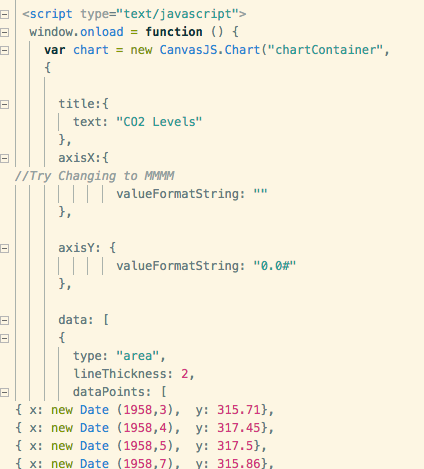 <script type="text/javascript">
window.onload = function () {
var chart = new CanvasJS.Chart("chartContainer",
{
title:{
text: "CO2 Levels"
},
axisX:{
//Try Changing to MMMM
valueFormatString: ""
},
axisY: {
valueFormatString: "0.0#"
},
data: [
{
type: "area",
lineThickness: 2,
dataPoints: [
{ x: new Date (1958,3),  y: 315.71},
{ x: new Date (1958,4),  y: 317.45},
{ x: new Date (1958,5),  y: 317.5},
{ x: new Date (1958,7),  y: 315.86},